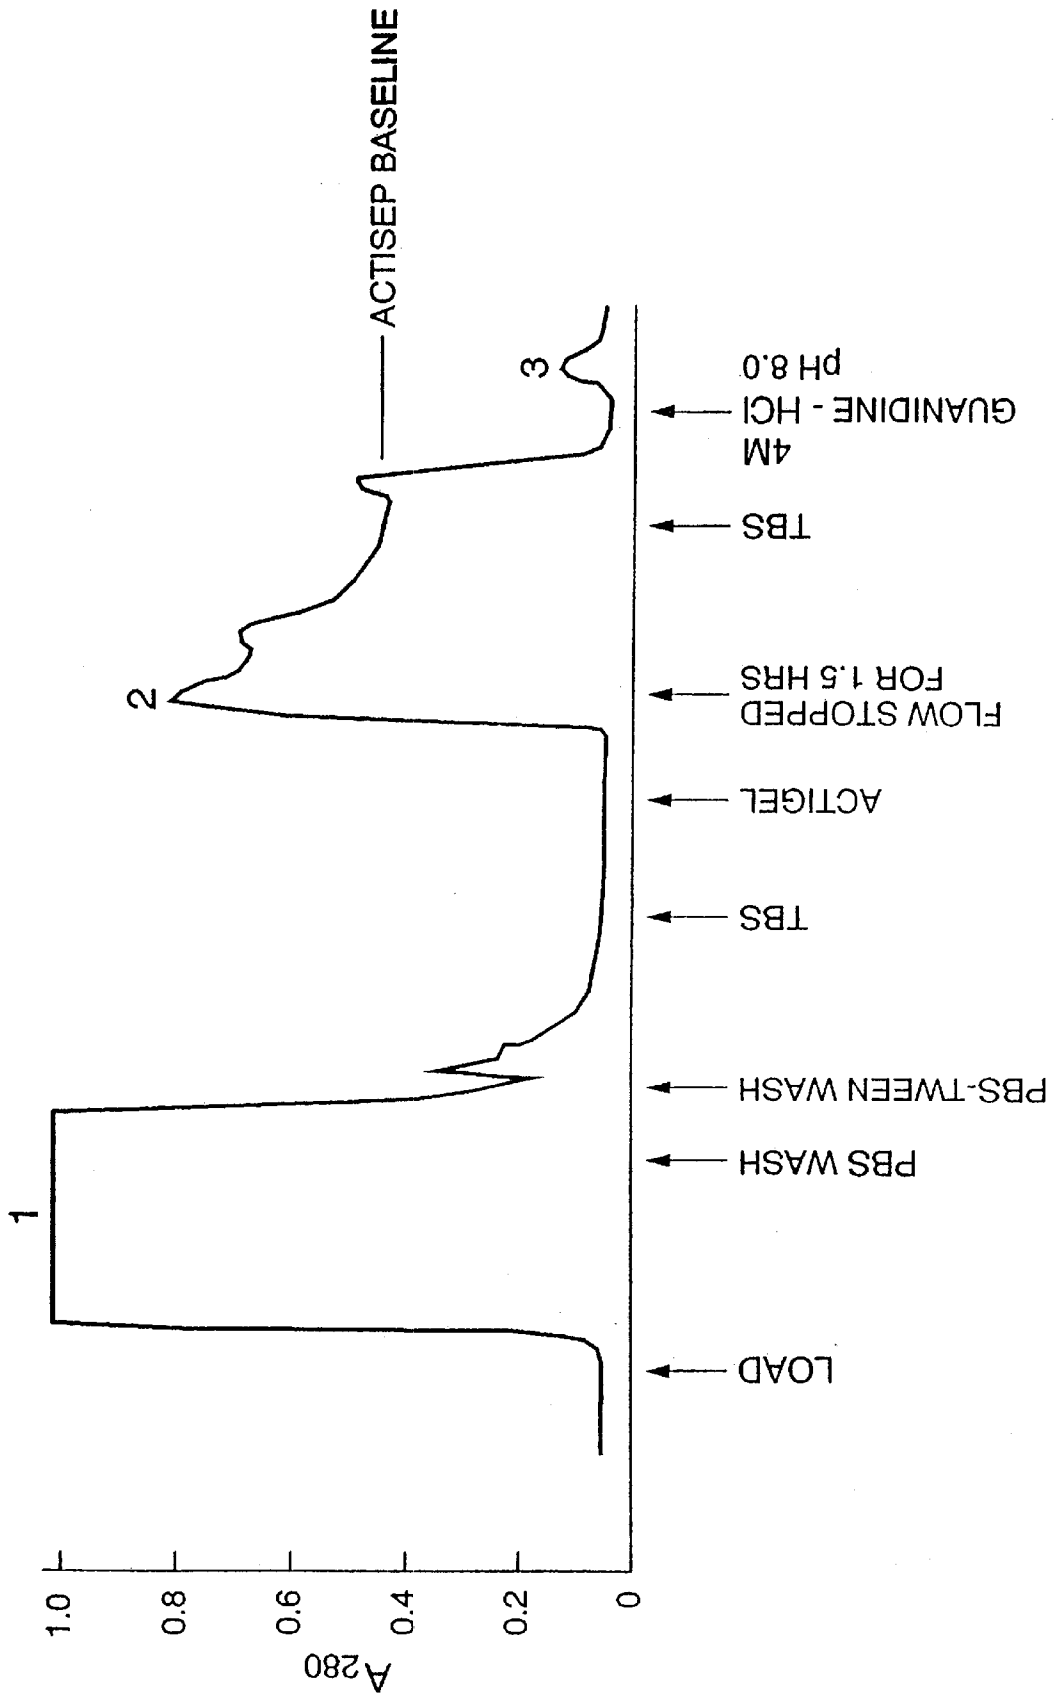 A280
1.0
0.8
0.6
0.4
0.2
0
1
2
3
ACTISEP BASELINE
LOAD
PBS WASH
PBS-TWEEN WASH
TBS
ACTIGEL
FLOW STOPPED
FOR 1.5 HRS
TBS
4M
GUANIDINE - HCl
pH 8.0